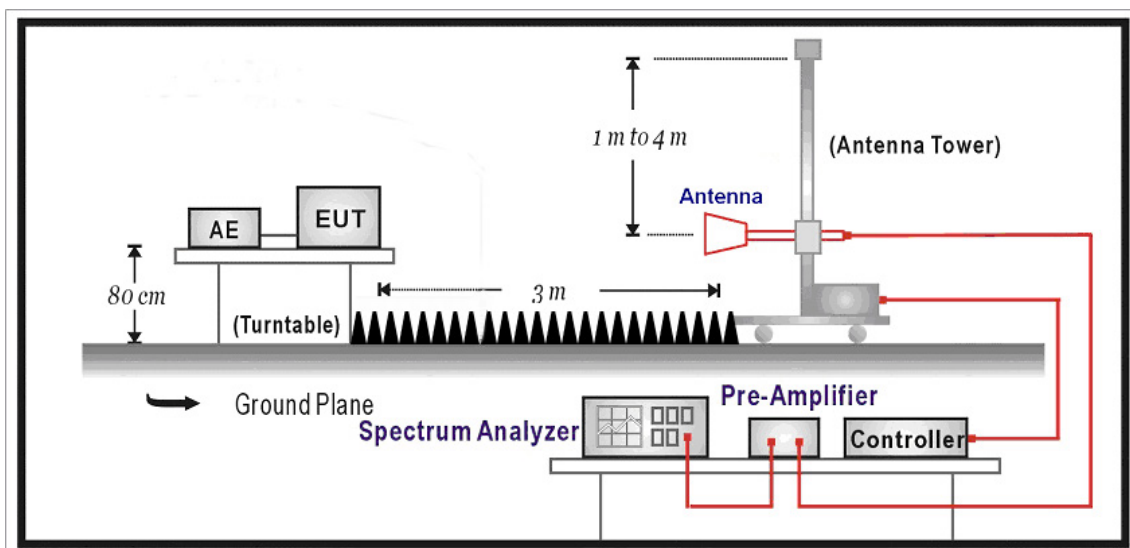 1 m to 4 m
(Antenna Tower)
Antenna
AE
EUT
80 cm
3 m
(Turntable)
Ground Plane
Pre-Amplifier
Spectrum Analyzer
Controller